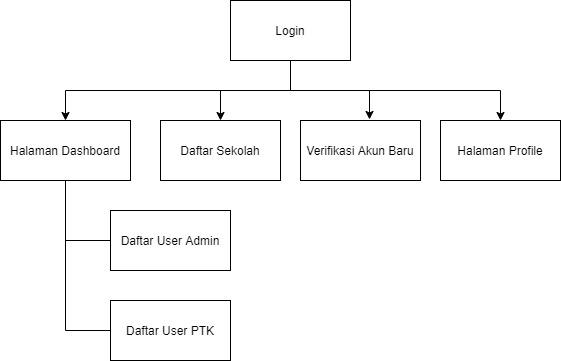 Login
Halaman Dashboard
Daftar Sekolah
Verifikasi Akun Baru
Halaman Profile
Daftar User Admin
Daftar User PTK